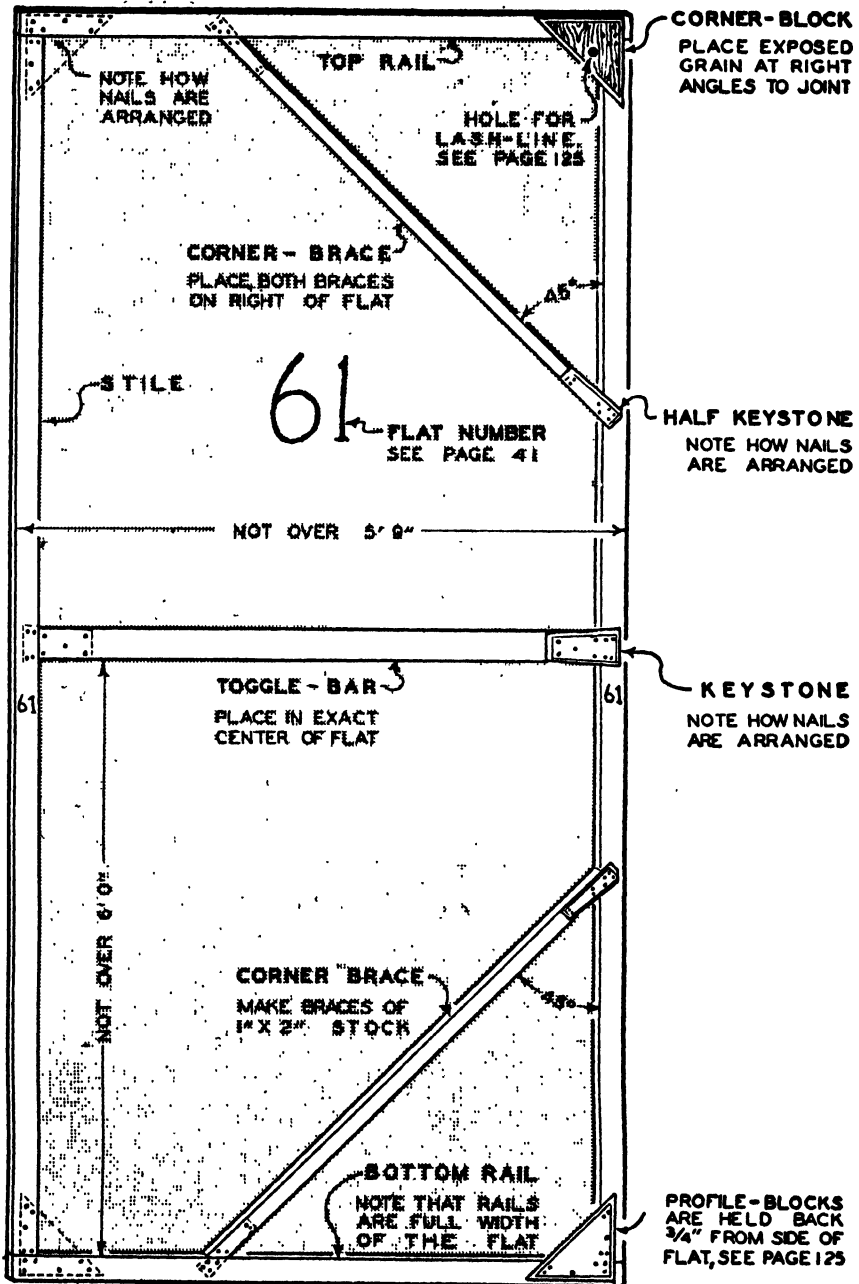 CORNER-BLOCK
PLACE EXPOSED
GRAIN AT RIGHT
ANGLES TO JOINT
TOP RAIL
NOTE HOW
NAILS ARE
ARRANGED
HOLE FOR
LASH-LINE.
SEE PAGE 125
CORNER-BRACE
PLACE BOTH BRACES
ON RIGHT OF FLAT
45°
STILE
61
FLAT NUMBER
SEE PAGE 41
HALF KEYSTONE
NOTE HOW NAILS
ARE ARRANGED
NOT OVER 5'9"
TOGGLE-BAR
PLACE IN EXACT
CENTER OF FLAT
61
61
KEYSTONE
NOTE HOW NAILS
ARE ARRANGED
NOT OVER 6'0"
CORNER BRACE
MAKE BRACES OF
1" X 2" STOCK
45°
BOTTOM RAIL
NOTE THAT RAILS
ARE FULL WIDTH
OF THE FLAT
PROFILE-BLOCKS
ARE HELD BACK
3/4" FROM SIDE OF
FLAT, SEE PAGE 125